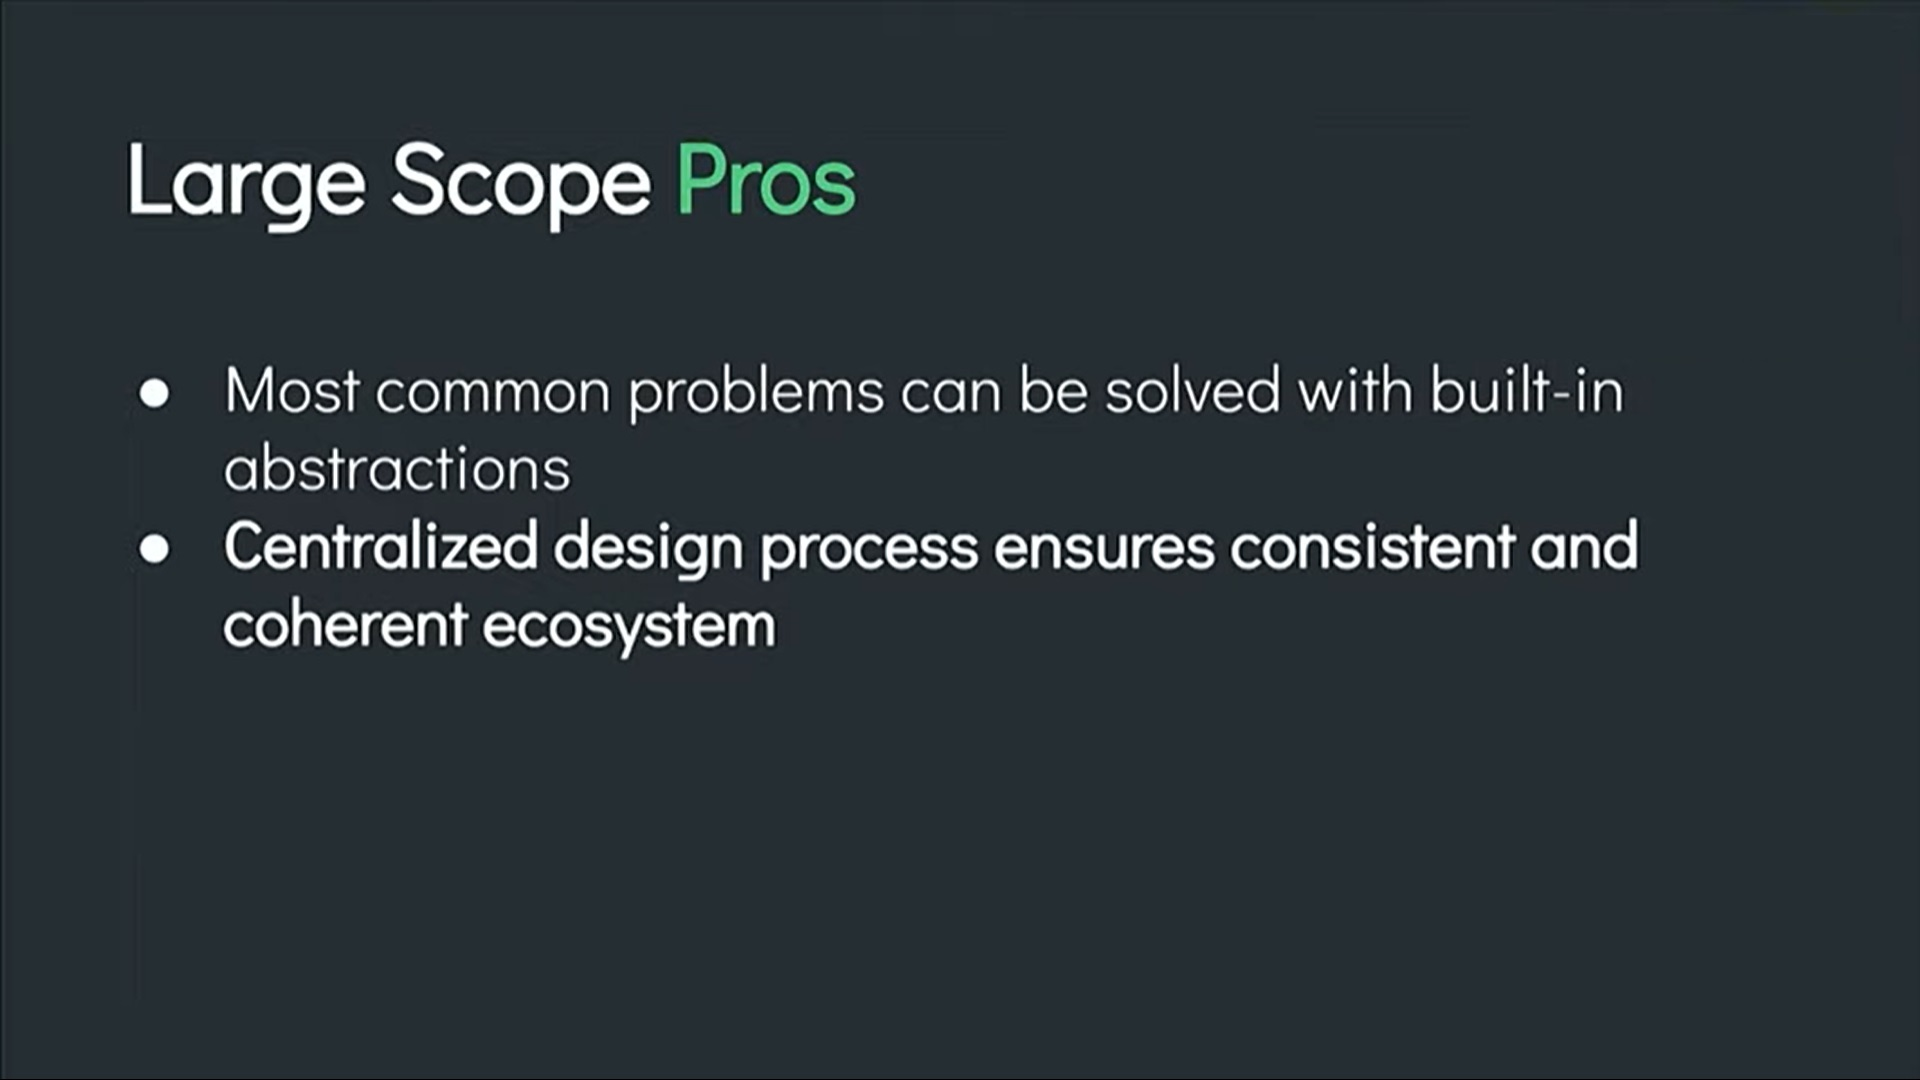 Large Scope Pros
● Most common problems can be solved with built-in
abstractions
● Centralized design process ensures consistent and
coherent ecosystem